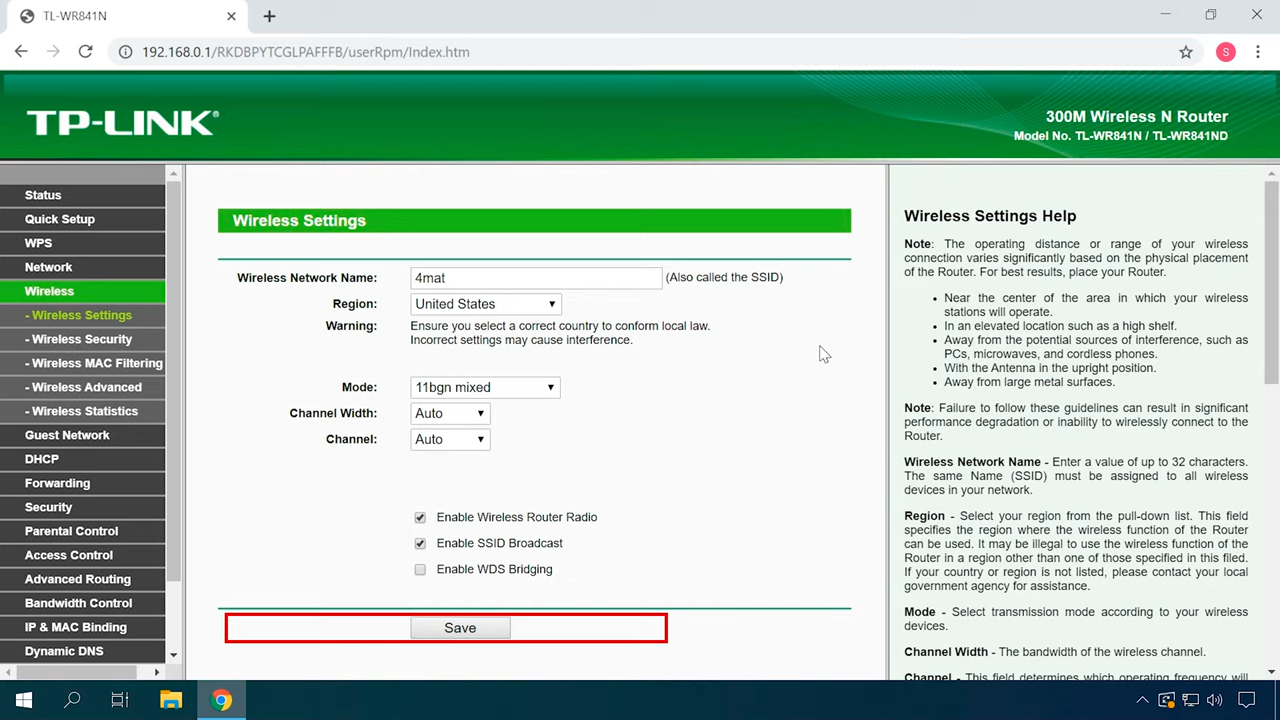 TL-WR841N
192.168.0.1/RKDBPYTCGLPAFFFB/userRpm/Index.htm
S
TP-LINK®
300M Wireless N Router
Model No. TL-WR841N / TL-WR841ND
Status
Quick Setup
WPS
Network
Wireless
- Wireless Settings
- Wireless Security
- Wireless MAC Filtering
- Wireless Advanced
- Wireless Statistics
Guest Network
DHCP
Forwarding
Security
Parental Control
Access Control
Advanced Routing
Bandwidth Control
IP & MAC Binding
Dynamic DNS
Wireless Settings
Wireless Network Name: 4mat (Also called the SSID)
Region: United States
Warning: Ensure you select a correct country to conform local law.
Incorrect settings may cause interference.
Mode: 11bgn mixed
Channel Width: Auto
Channel: Auto
Enable Wireless Router Radio
Enable SSID Broadcast
Enable WDS Bridging
Save
Wireless Settings Help
Note: The operating distance or range of your wireless
connection varies significantly based on the physical placement
of the Router. For best results, place your Router.
• Near the center of the area in which your wireless
stations will operate.
• In an elevated location such as a high shelf.
• Away from the potential sources of interference, such as
PCs, microwaves, and cordless phones.
• With the Antenna in the upright position.
• Away from large metal surfaces.
Note: Failure to follow these guidelines can result in significant
performance degradation or inability to wirelessly connect to the
Router.
Wireless Network Name - Enter a value of up to 32 characters.
The same Name (SSID) must be assigned to all wireless
devices in your network.
Region - Select your region from the pull-down list. This field
specifies the region where the wireless function of the Router
can be used. It may be illegal to use the wireless function of the
Router in a region other than one of those specified in this filed.
If your country or region is not listed, please contact your local
government agency for assistance.
Mode - Select transmission mode according to your wireless
devices.
Channel Width - The bandwidth of the wireless channel.
Channel - This field determines which operating frequency will